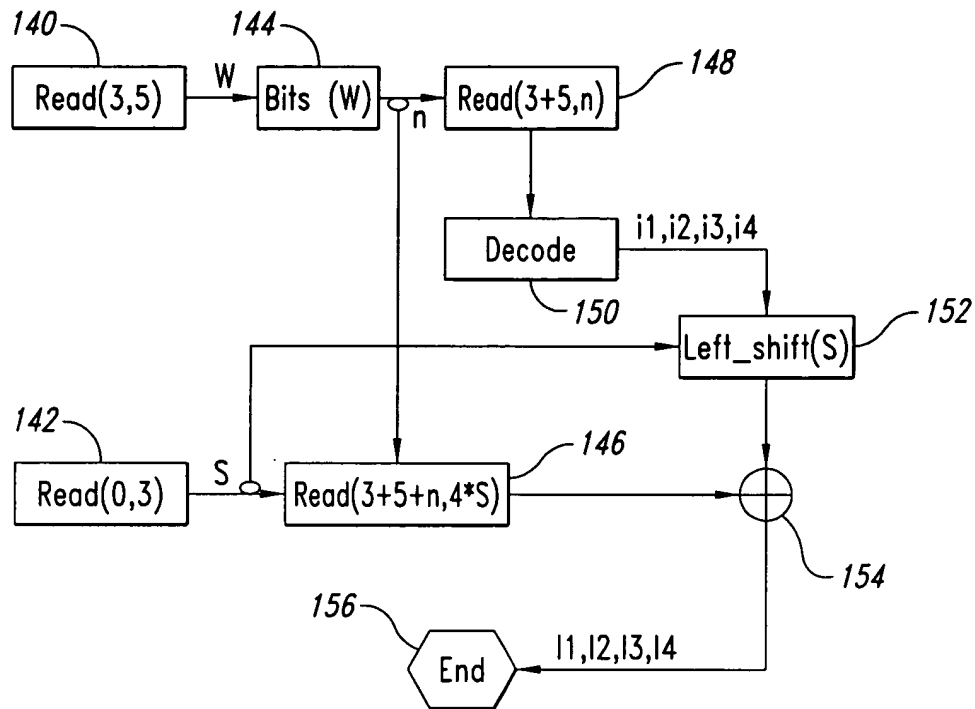 140
144
148
W
Read(3,5)
Bits (W)
n
Read(3+5,n)
i1,i2,i3,i4
Decode
150
152
Left_shift(S)
142
146
S
Read(0,3)
Read(3+5+n,4*S)
154
156
I1,I2,I3,I4
End